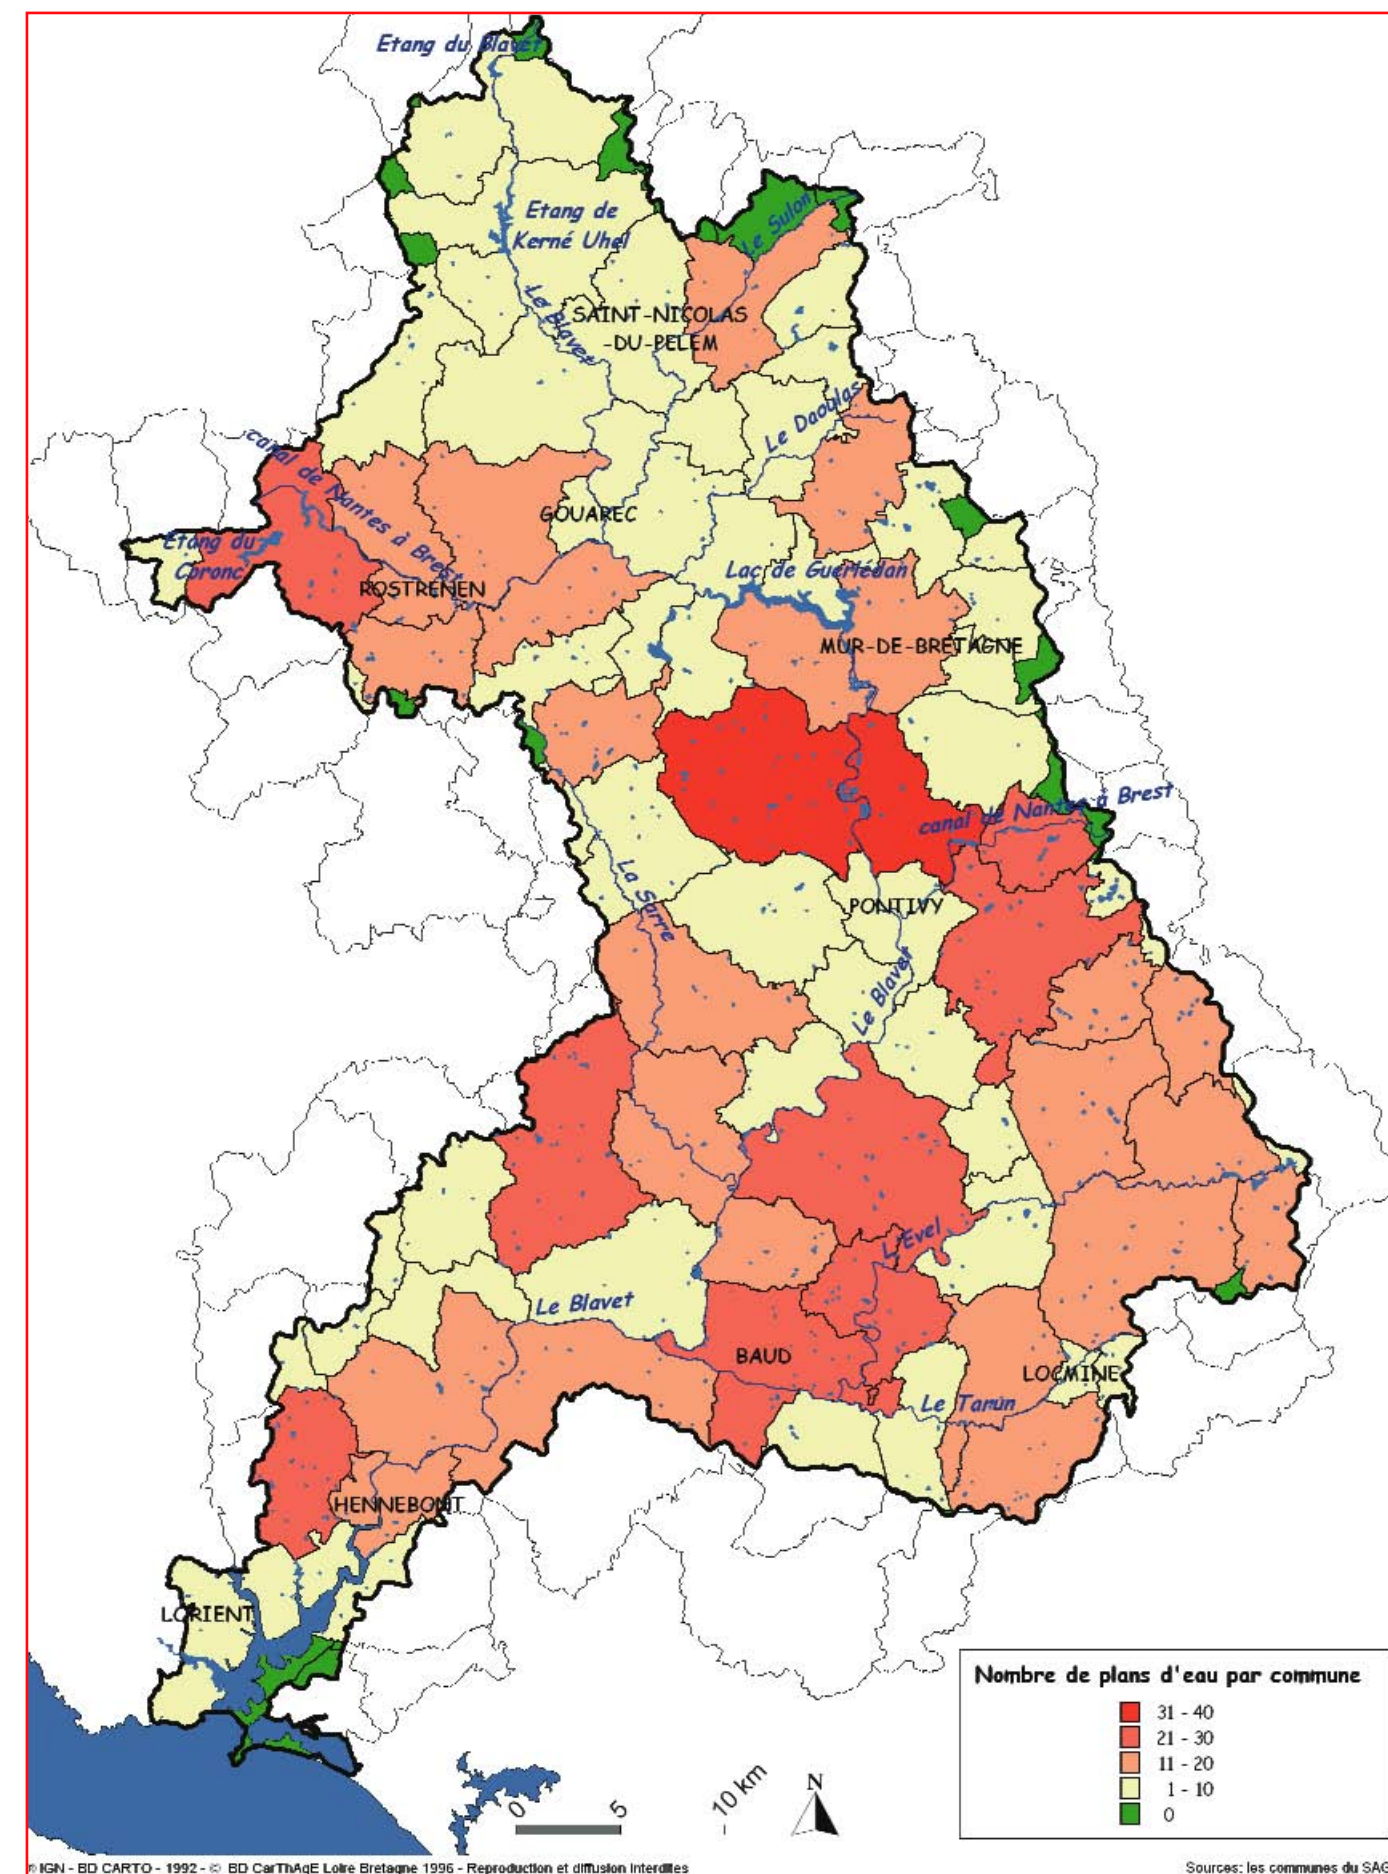 Etang du Blavet
Le Sulon
Etang de
Kerné Uhel
Le Blavet
SAINT-NICOLAS
-DU-PELEM
Le Daoulas
canal de Nantes à Brest
GOUAREC
Etang du
Coronc
Lac de Guerlédan
ROSTRENEN
MUR-DE-BRETAGNE
canal de Nantes à Brest
La Sarre
PONTIVY
Le Blavet
L'Evel
Le Blavet
BAUD
LOCMINE
Le Tarun
HENNEBONT
LORIENT
Nombre de plans d'eau par commune
31 - 40
21 - 30
11 - 20
1 - 10
0
0 5 10 km
N
© IGN - BD CARTO - 1992 - © BD CarThAgE Loire Bretagne 1996 - Reproduction et diffusion interdites
Sources: les communes du SAG